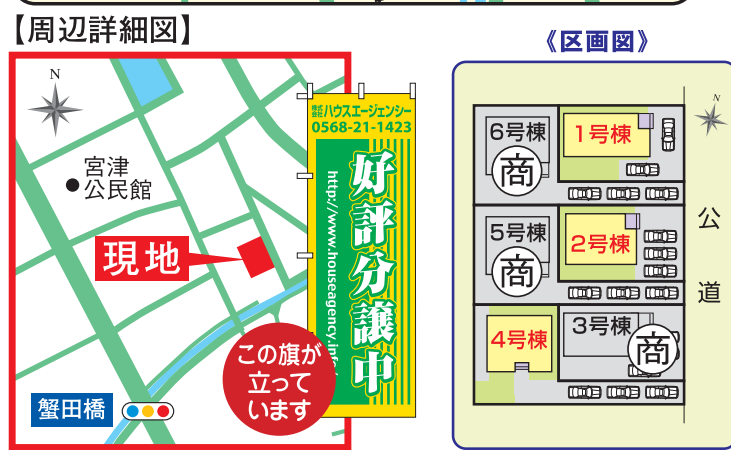 【周辺詳細図】
N
宮津
公民館
現地
蟹田橋
株式会社ハウスエージェンシー
0568-21-1423
好評分譲中
http://www.houseagency.info/
この旗が
立って
います
《区画図》
N
6号棟
商
1号棟
5号棟
商
2号棟
4号棟
3号棟
商
公道